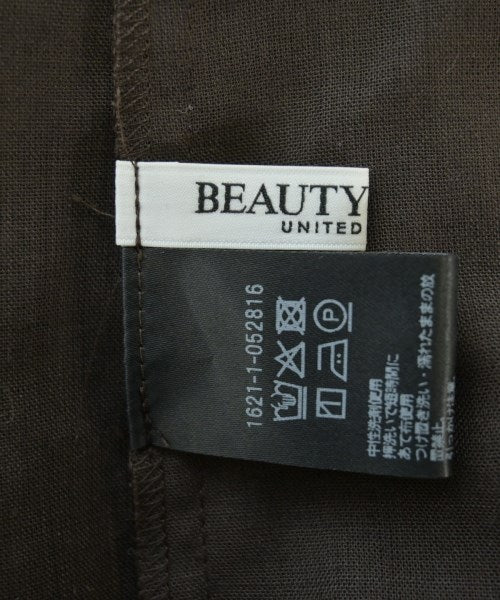 BEAUTY
UNITED
1621-1-052816
P
中性洗剤使用
手洗いで短時間に
あて布使用
つけ置き洗い・濡れたままの放